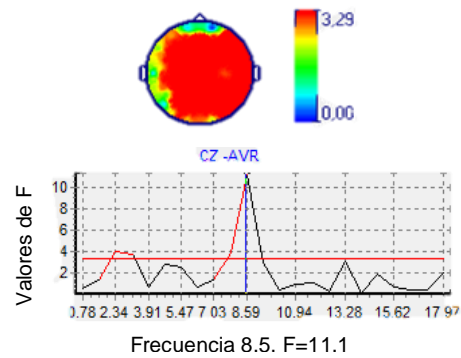 3,29
0,00
CZ -AVR
Valores de F
10
8
6
4
2
0.78 2.34 3.91 5.47 7.03 8.59 10.94 13.28 15.62 17.97
Frecuencia 8.5, F=11.1